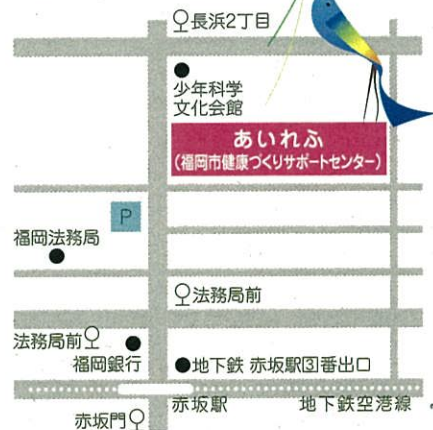 長浜2丁目
少年科学
文化会館
あいれふ
(福岡市健康づくりサポートセンター)
P
福岡法務局
法務局前
法務局前
福岡銀行
地下鉄 赤坂駅③番出口
赤坂駅
地下鉄空港線
赤坂門